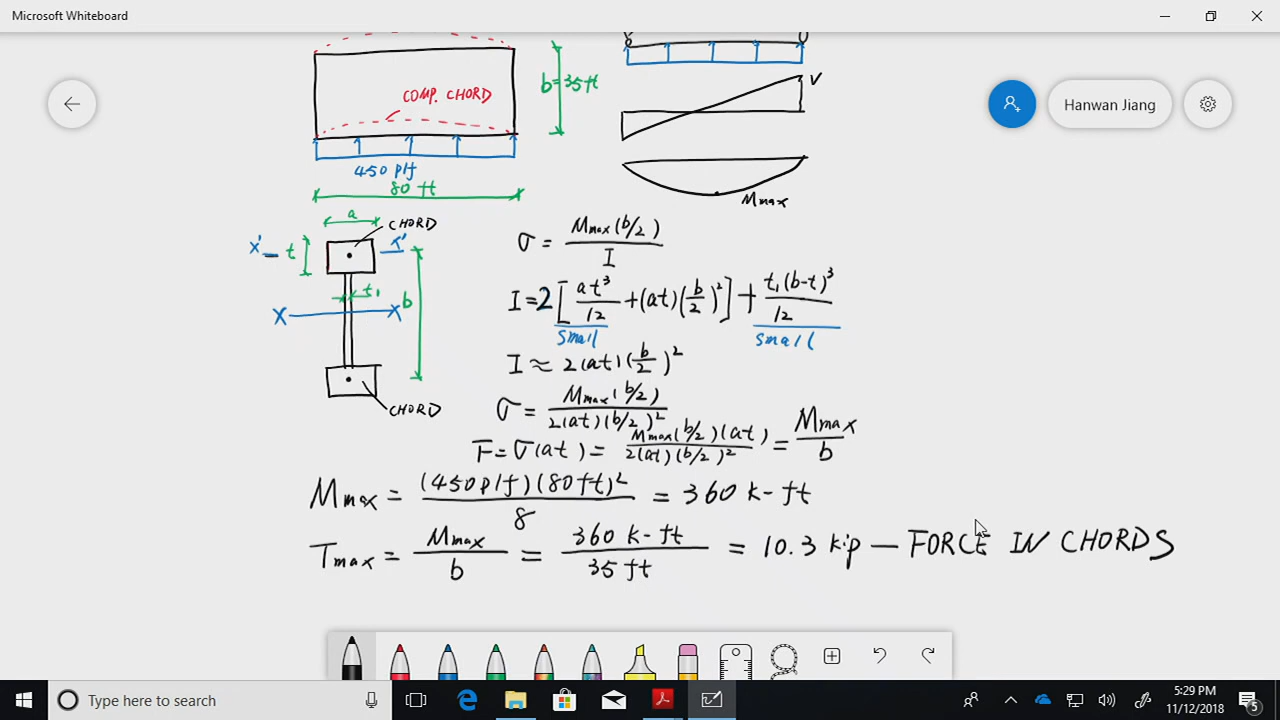 Microsoft Whiteboard
Hanwan Jiang
COMP. CHORD
b=35ft
450 plf
80 ft
V
Mmax
a
CHORD
x' t x'
t1
b
X X
CHORD
σ = Mmax(b/2) / I
I = 2[at³/12 + (at)(b/2)²] + t1(b-t)³/12
Small Small
I ≈ 2(at)(b/2)²
σ = Mmax(b/2) / 2(at)(b/2)²
F = σ(at) = Mmax(b/2)(at) / 2(at)(b/2)² = Mmax / b
Mmax = (450plf)(80ft)² / 8 = 360 k-ft
Tmax = Mmax / b = 360 k-ft / 35 ft = 10.3 kip — FORCE IN CHORDS
Type here to search
5:29 PM
11/12/2018
5